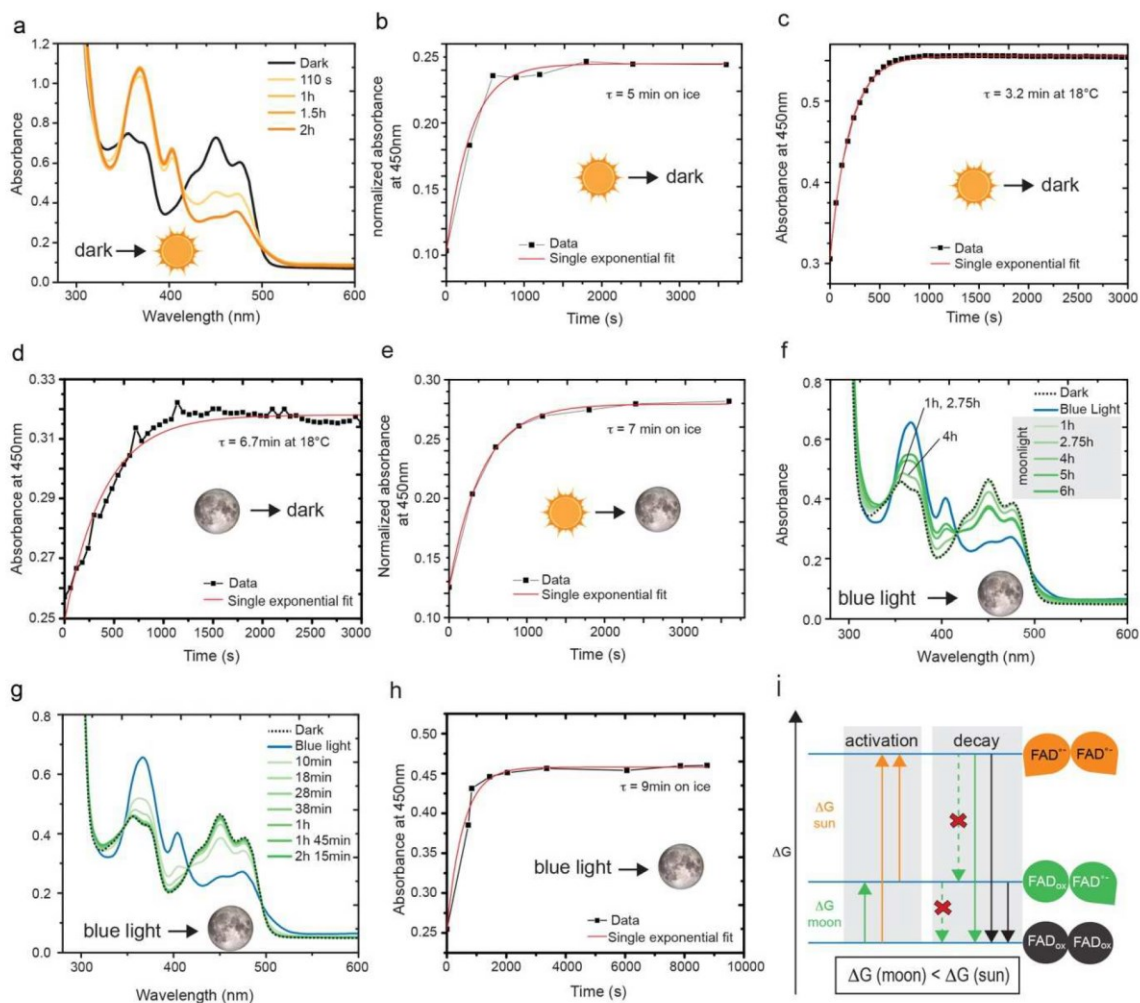 a
1.2
1.0
0.8
0.6
0.4
0.2
0.0
300
400
500
600
Absorbance
Wavelength (nm)
Dark
110 s
1h
1.5h
2h
dark
b
0.25
0.20
0.15
0.10
0
1000
2000
3000
normalized absorbance
at 450nm
Time (s)
τ = 5 min on ice
dark
Data
Single exponential fit
c
0.5
0.4
0.3
0
500
1000
1500
2000
2500
3000
Absorbance at 450nm
Time (s)
τ = 3.2 min at 18°C
dark
Data
Single exponential fit
d
0.33
0.31
0.29
0.27
0.25
0
500
1000
1500
2000
2500
3000
Absorbance at 450nm
Time (s)
τ = 6.7min at 18°C
dark
Data
Single exponential fit
e
0.30
0.25
0.20
0.15
0.10
0
1000
2000
3000
Normalized absorbance
at 450nm
Time (s)
τ = 7 min on ice
Data
Single exponential fit
f
0.8
0.6
0.4
0.2
0.0
300
400
500
600
Absorbance
Wavelength (nm)
1h, 2.75h
4h
Dark
Blue Light
moonlight
1h
2.75h
4h
5h
6h
blue light
g
0.8
0.6
0.4
0.2
0.0
300
400
500
600
Absorbance
Wavelength (nm)
Dark
Blue light
10min
18min
28min
38min
1h
1h 45min
2h 15min
blue light
h
0.50
0.45
0.40
0.35
0.30
0.25
0
2000
4000
6000
8000
10000
Absorbance at 450nm
Time (s)
τ = 9min on ice
blue light
Data
Single exponential fit
i
ΔG
activation
decay
ΔG
sun
ΔG
moon
FAD•- FAD•-
FADox FAD•-
FADox FADox
ΔG (moon) < ΔG (sun)